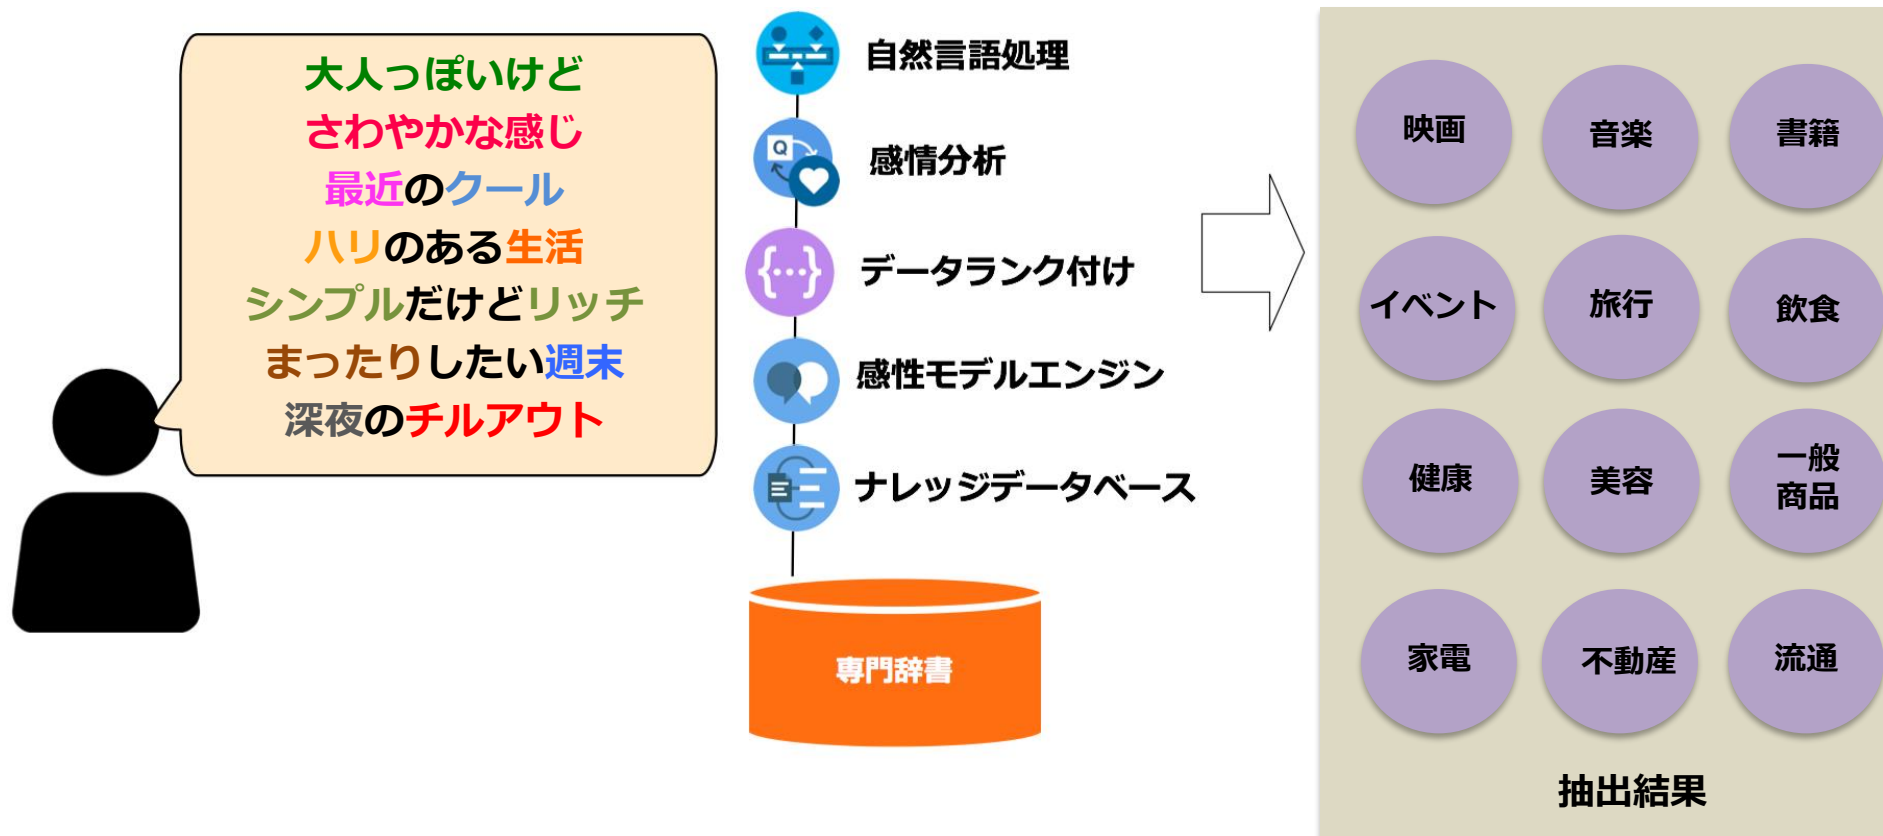 大人っぽいけど
さわやかな感じ
最近のクール
ハリのある生活
シンプルだけどリッチ
まったりしたい週末
深夜のチルアウト
自然言語処理
Q
感情分析
{…}
データランク付け
感性モデルエンジン
ナレッジデータベース
専門辞書
映画
音楽
書籍
イベント
旅行
飲食
健康
美容
一般
商品
家電
不動産
流通
抽出結果